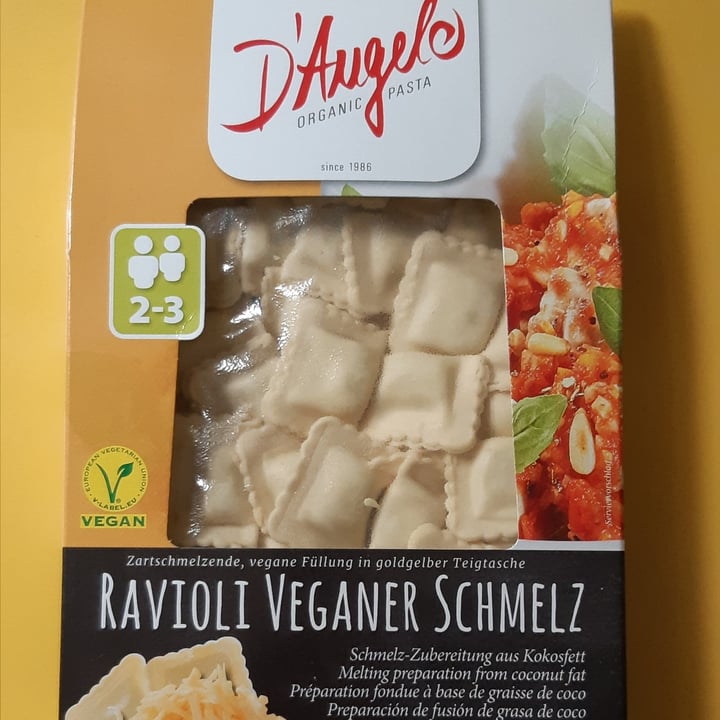 D'Angelo
ORGANIC PASTA
since 1986
2-3
EUROPEAN VEGETARIAN UNION
V-LABEL.EU
VEGAN
Serviervorschlag
Zartschmelzende, vegane Füllung in goldgelber Teigtasche
RAVIOLI VEGANER SCHMELZ
Schmelz-Zubereitung aus Kokosfett
Melting preparation from coconut fat
Préparation fondue à base de graisse de coco
Preparación de fusión de grasa de coco